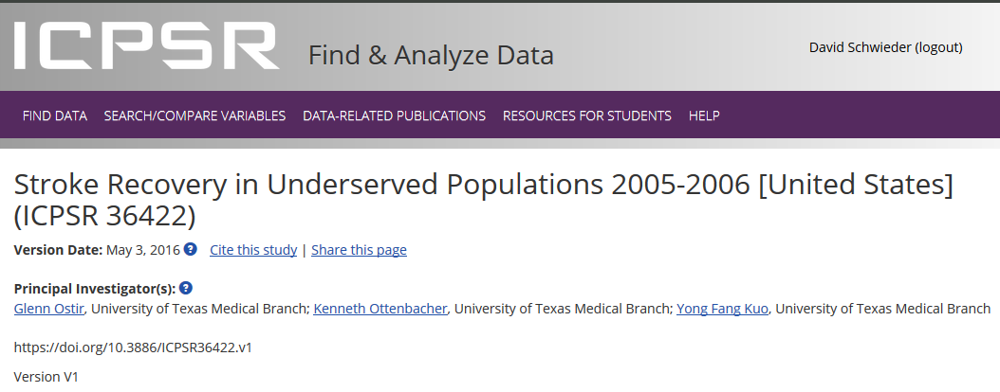 ICPSR Find & Analyze Data David Schwieder (logout)
FIND DATA SEARCH/COMPARE VARIABLES DATA-RELATED PUBLICATIONS RESOURCES FOR STUDENTS HELP
Stroke Recovery in Underserved Populations 2005-2006 [United States]
(ICPSR 36422)
Version Date: May 3, 2016 ? Cite this study | Share this page
Principal Investigator(s): ?
Glenn Ostir, University of Texas Medical Branch; Kenneth Ottenbacher, University of Texas Medical Branch; Yong Fang Kuo, University of Texas Medical Branch
https://doi.org/10.3886/ICPSR36422.v1
Version V1